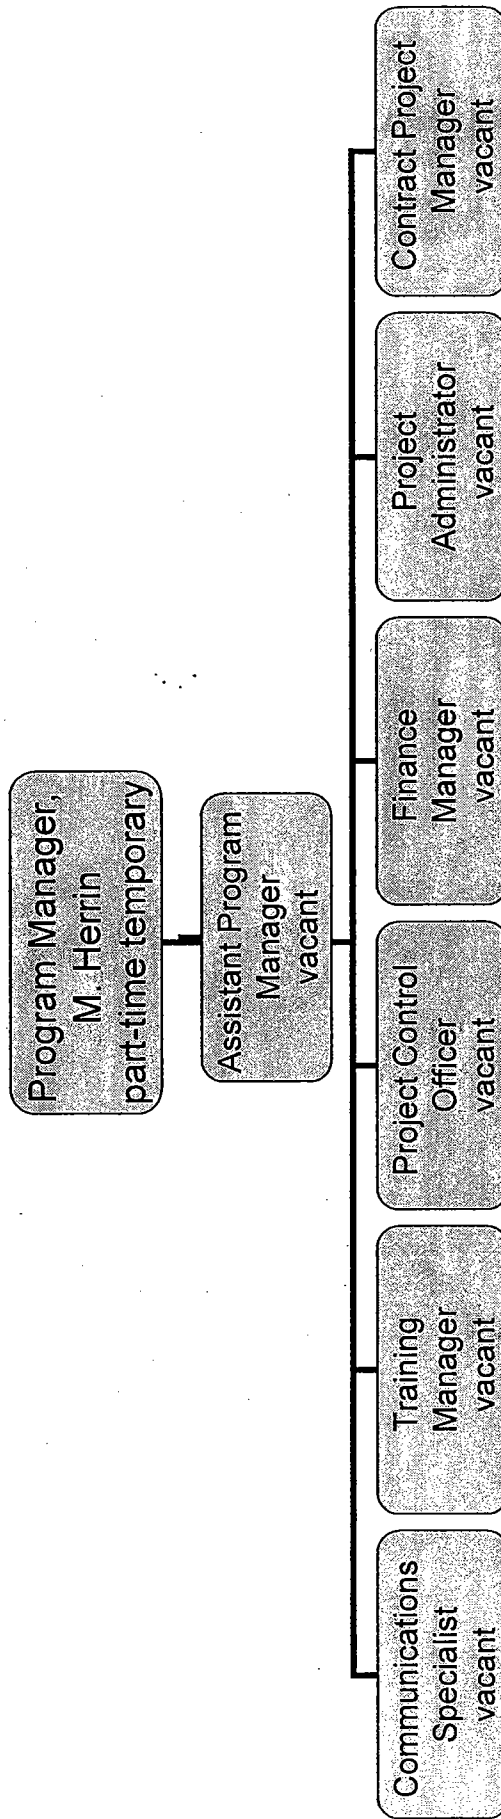 Program Manager,
M. Herrin
part-time temporary
Assistant Program
Manager
vacant
Communications
Specialist
vacant
Training
Manager
vacant
Project Control
Officer
vacant
Finance
Manager
vacant
Project
Administrator
vacant
Contract Project
Manager
vacant